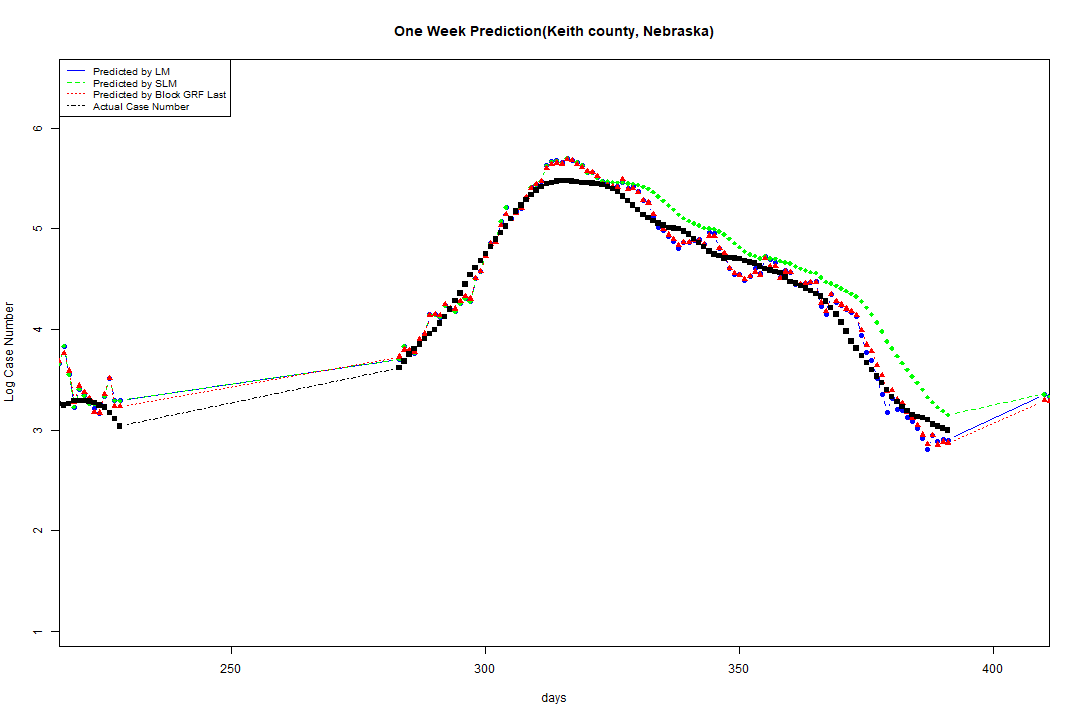 One Week Prediction(Keith county, Nebraska)
Predicted by LM
Predicted by SLM
Predicted by Block GRF Last
Actual Case Number
Log Case Number
6
5
4
3
2
1
250 300 350 400
days